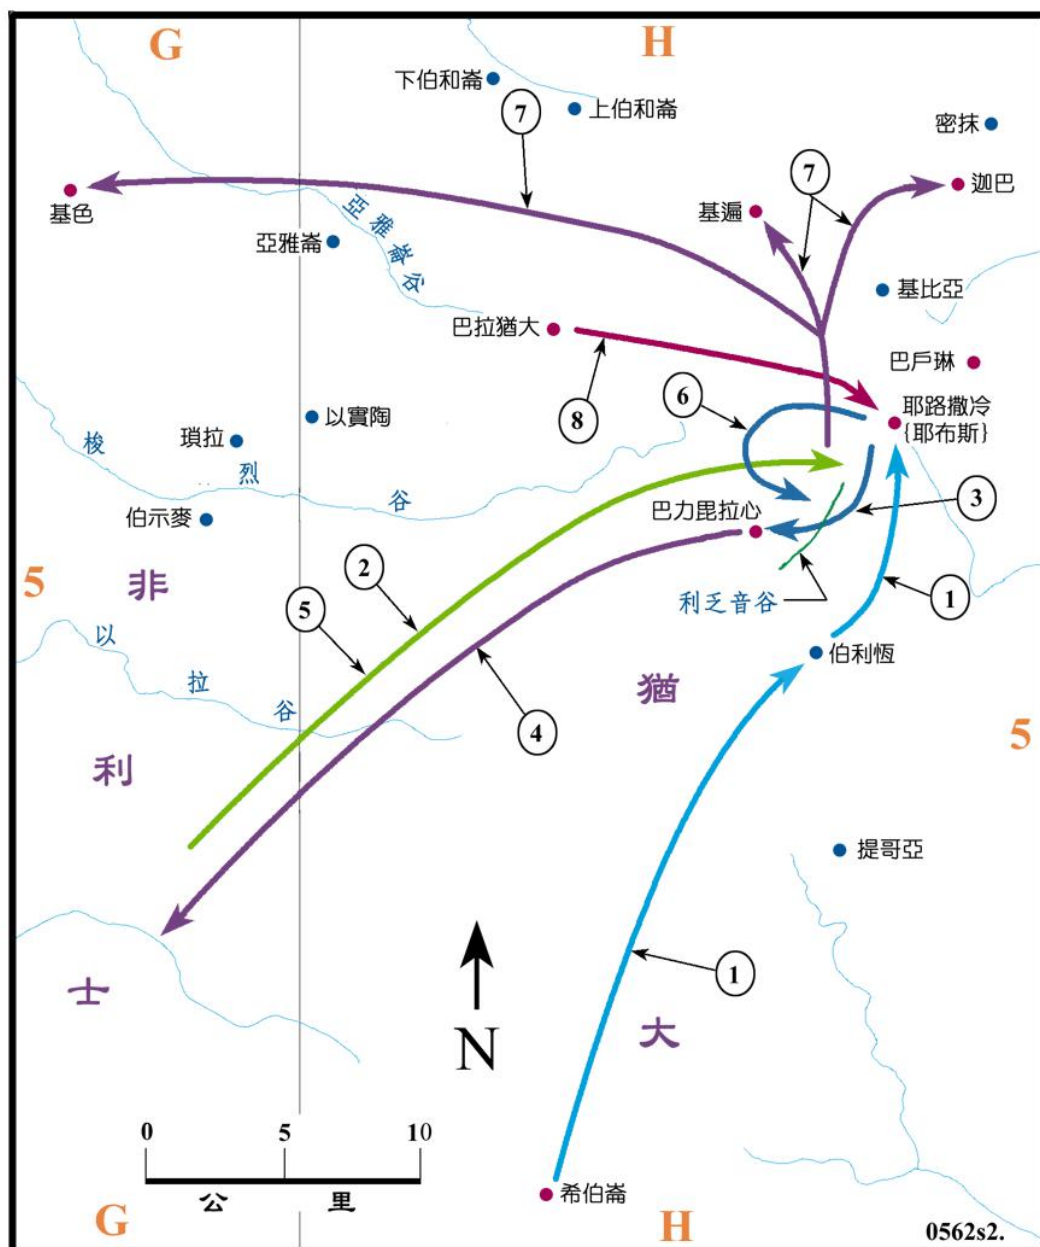 G
H
下伯和崙
上伯和崙
7
密抹
7
迦巴
基色
基遍
亞雅崙谷
亞雅崙
基比亞
巴拉猶大
巴戶琳
8
6
耶路撒冷
{耶布斯}
以實陶
瑣拉
梭烈谷
3
巴力毘拉心
伯示麥
5
非
2
5
利乏音谷
1
以拉谷
伯利恆
猶
4
5
利
提哥亞
士
1
N
大
0 5 10
公里
希伯崙
G
H
0562s2.